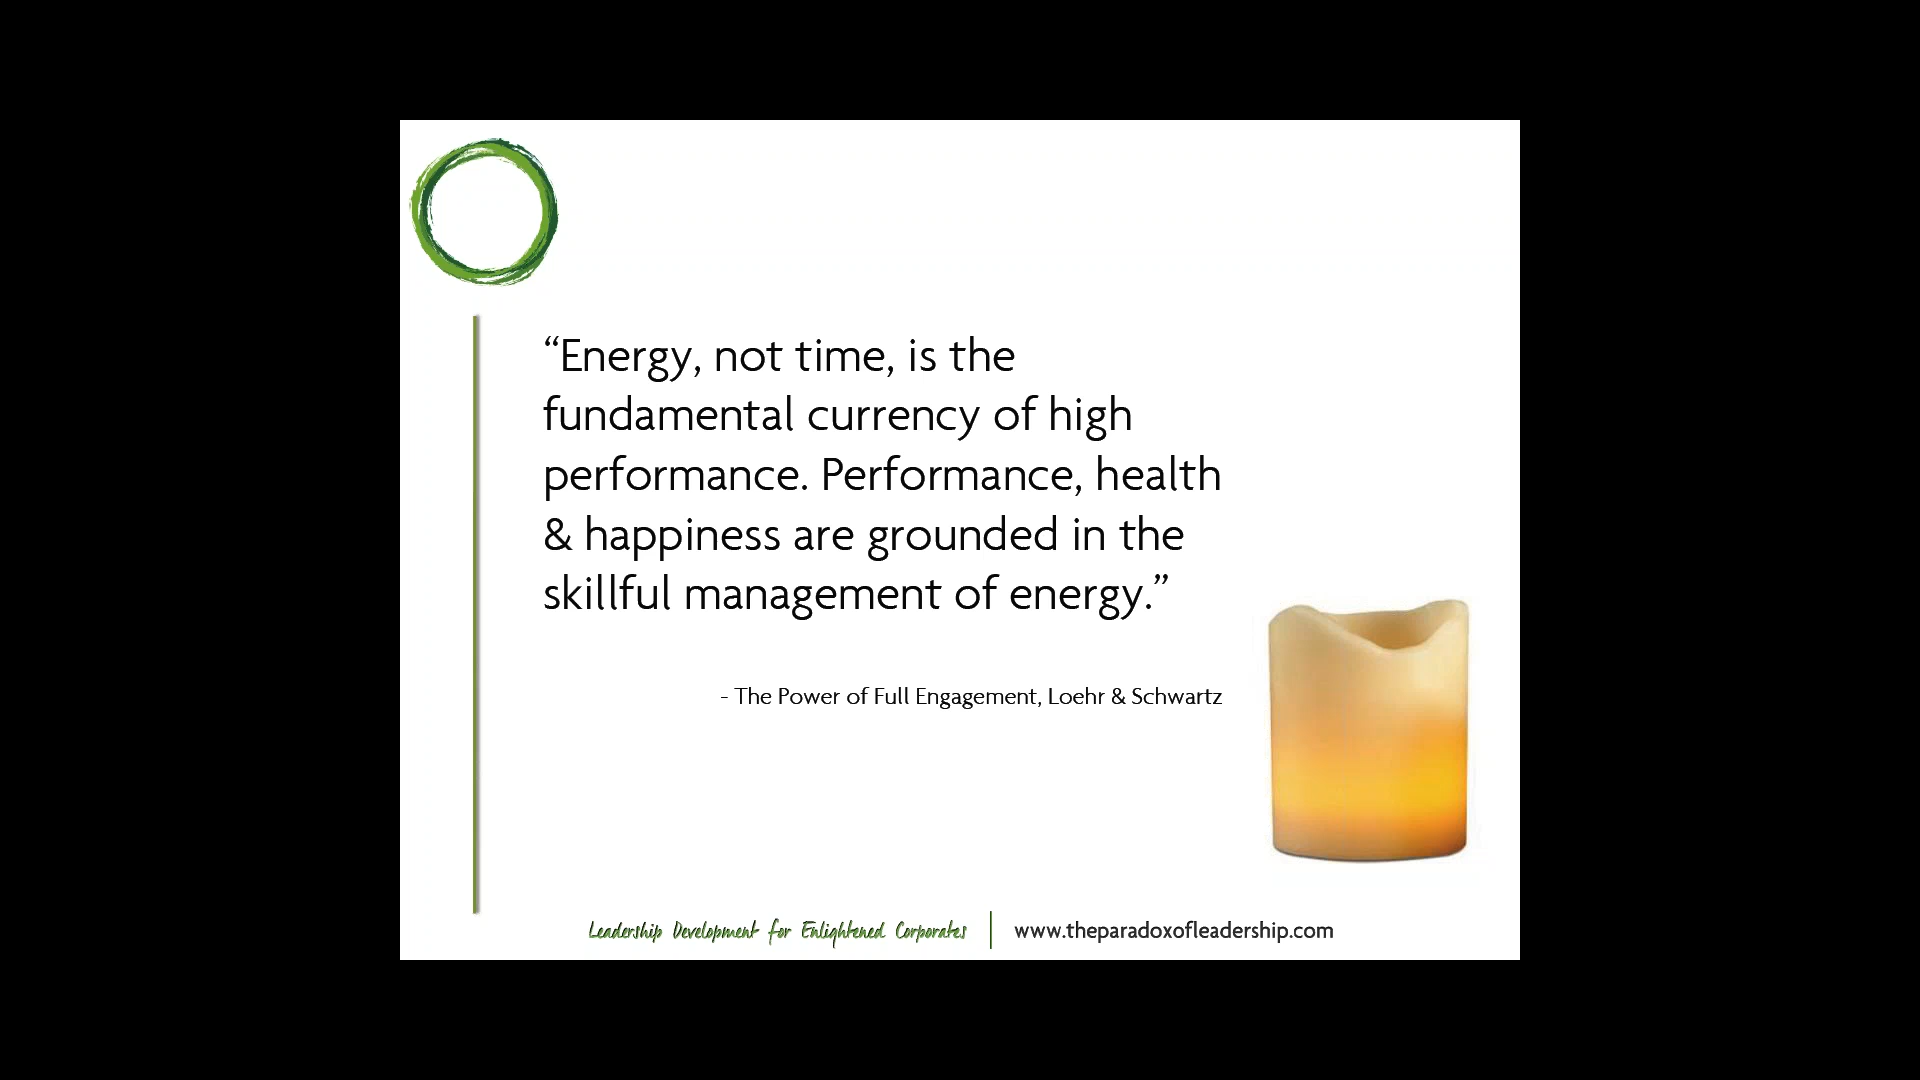 “Energy, not time, is the
fundamental currency of high
performance. Performance, health
& happiness are grounded in the
skillful management of energy.”
- The Power of Full Engagement, Loehr & Schwartz
Leadership Development for Enlightened Corporates | www.theparadoxofleadership.com